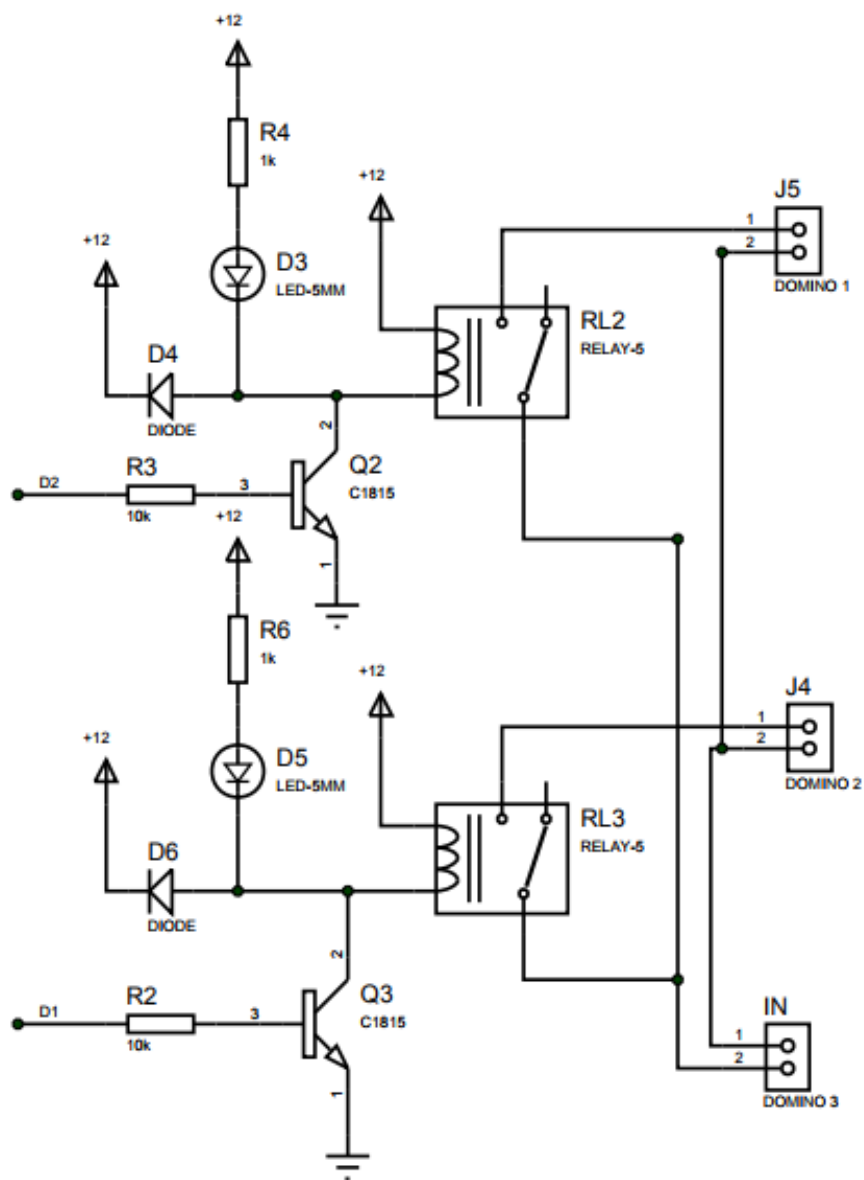 +12
R4
1k
+12
J5
1
2
DOMINO 1
+12
D3
LED-5MM
RL2
RELAY-5
D4
DIODE
2
Q2
C1815
D2
R3
10k
3
1
+12
R6
1k
+12
J4
1
2
DOMINO 2
+12
D5
LED-5MM
RL3
RELAY-5
D6
DIODE
2
Q3
C1815
D1
R2
10k
3
1
IN
1
2
DOMINO 3